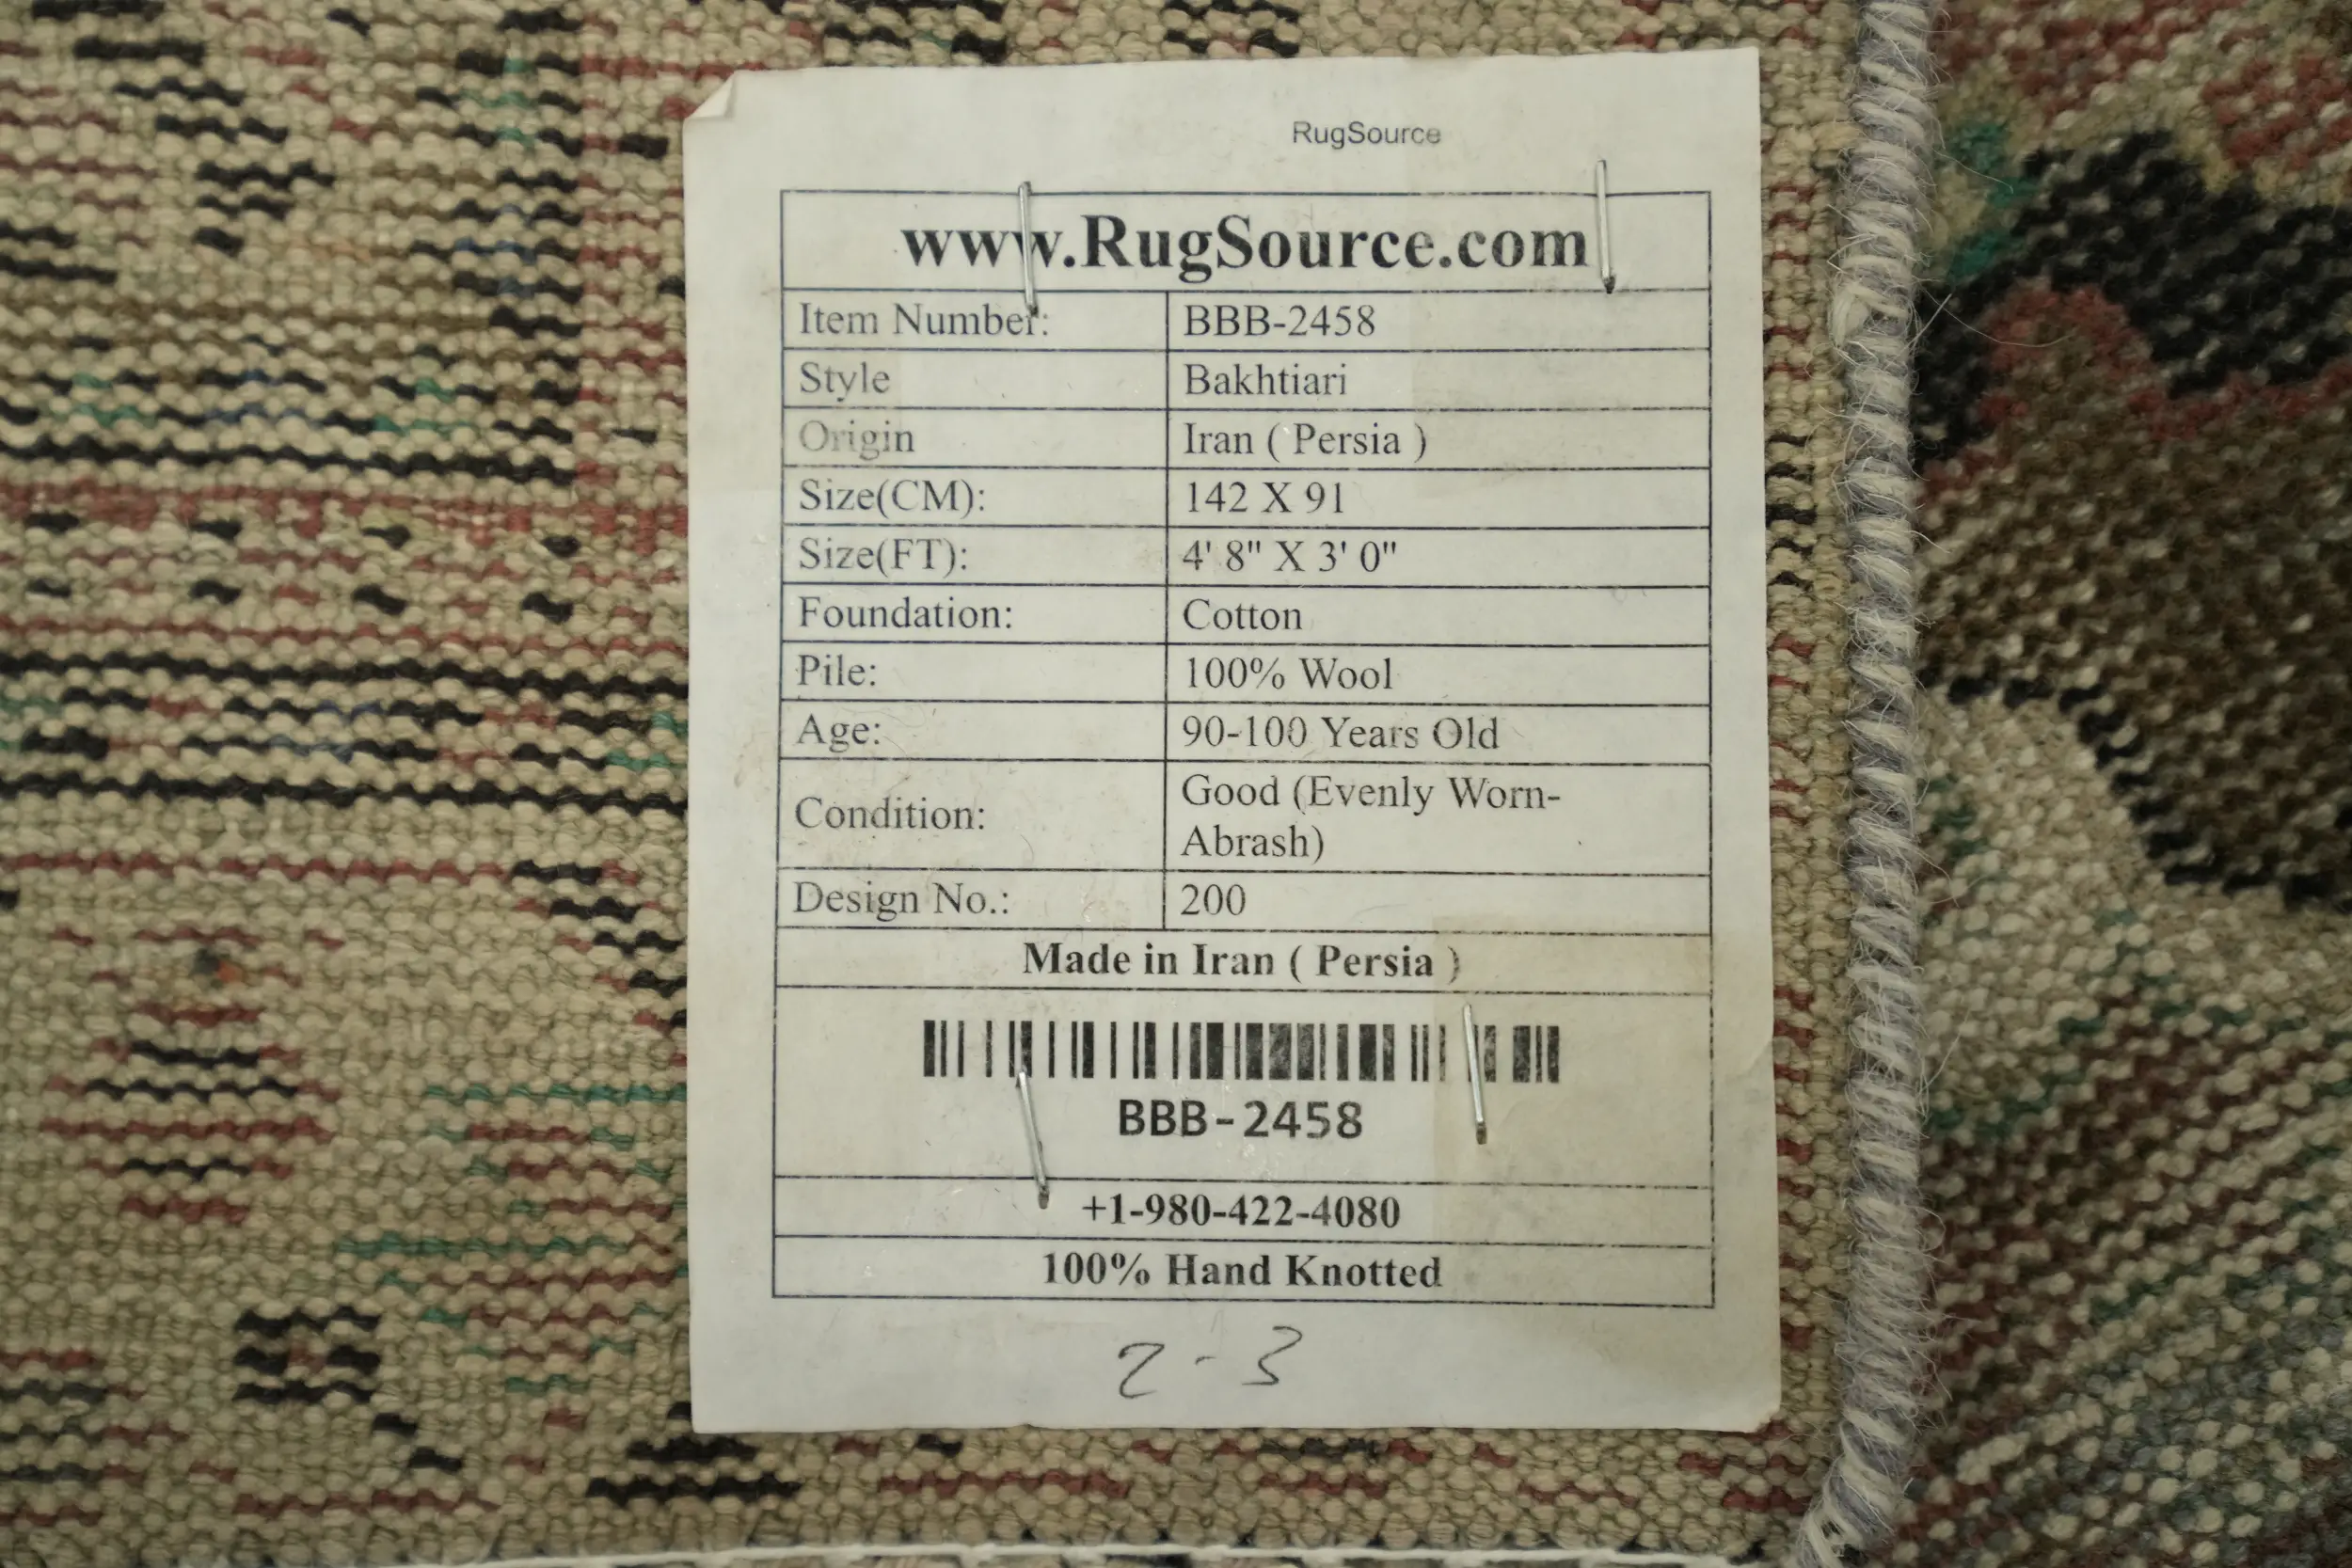 RugSource
www.RugSource.com
Item Number: BBB-2458
Style Bakhtiari
Origin Iran ( Persia )
Size(CM): 142 X 91
Size(FT): 4' 8" X 3' 0"
Foundation: Cotton
Pile: 100% Wool
Age: 90-100 Years Old
Condition: Good (Evenly Worn-
Abrash)
Design No.: 200
Made in Iran ( Persia )
BBB-2458
+1-980-422-4080
100% Hand Knotted
2-3